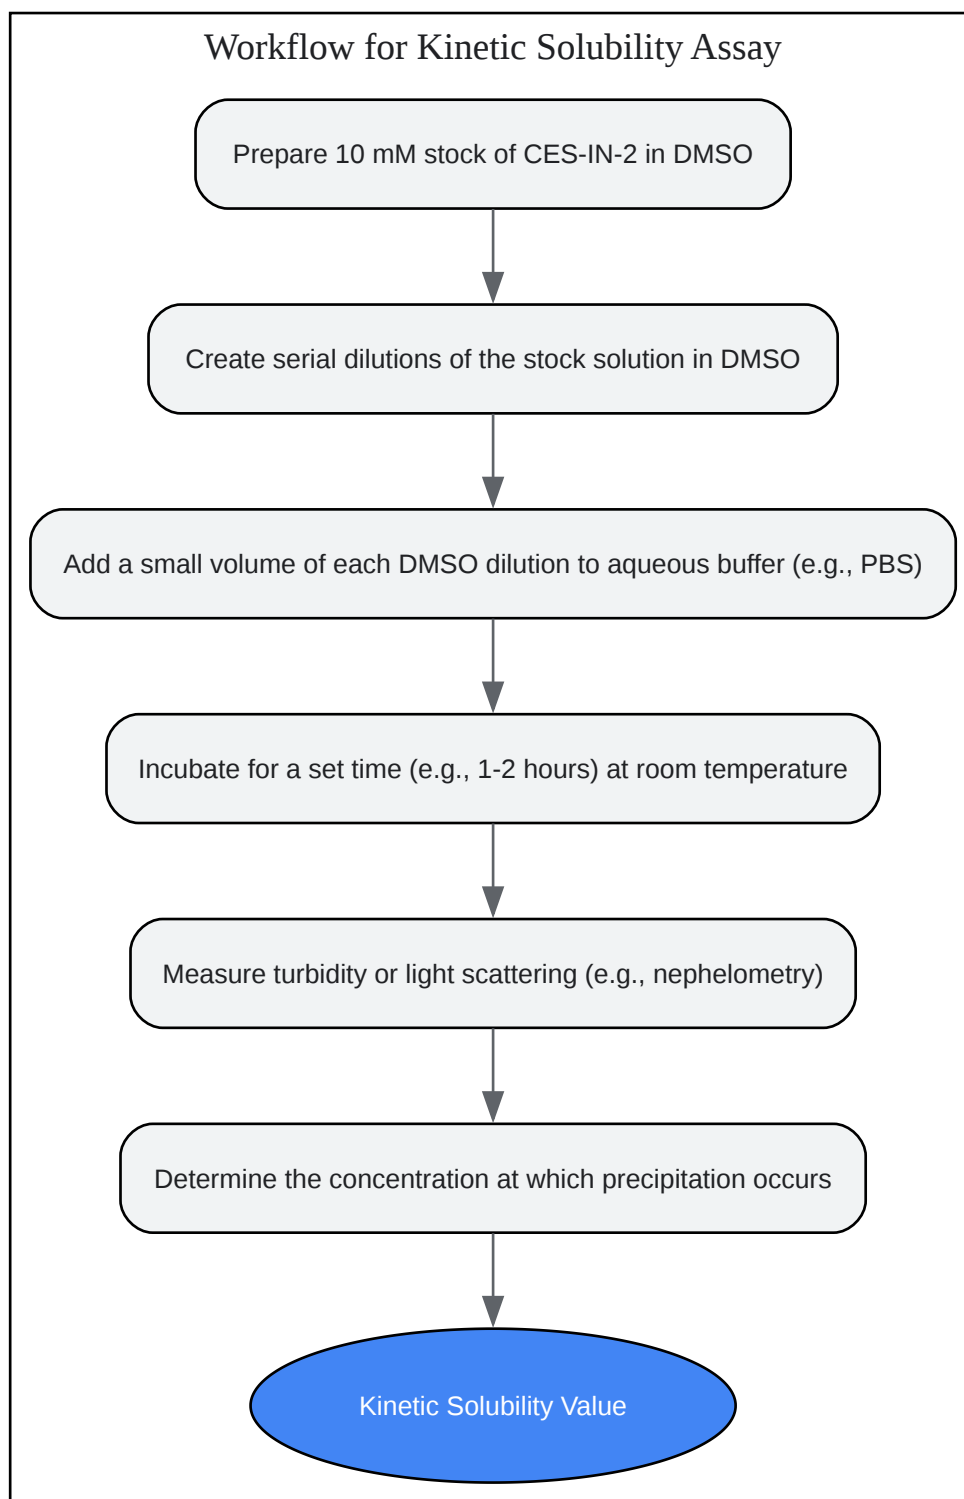 Workflow for Kinetic Solubility Assay
Prepare 10 mM stock of CES-IN-2 in DMSO
Create serial dilutions of the stock solution in DMSO
Add a small volume of each DMSO dilution to aqueous buffer (e.g., PBS)
Incubate for a set time (e.g., 1-2 hours) at room temperature
Measure turbidity or light scattering (e.g., nephelometry)
Determine the concentration at which precipitation occurs
Kinetic Solubility Value